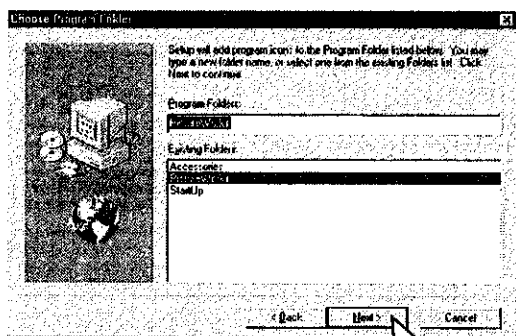 Choose Program Folder
Setup will add program icons to the Program Folder listed below. You may
type a new folder name, or select one from the existing Folders list. Click
Next to continue.
Program Folders:
Existing Folders:
Accessories
StartUp
< Back
Next >
Cancel